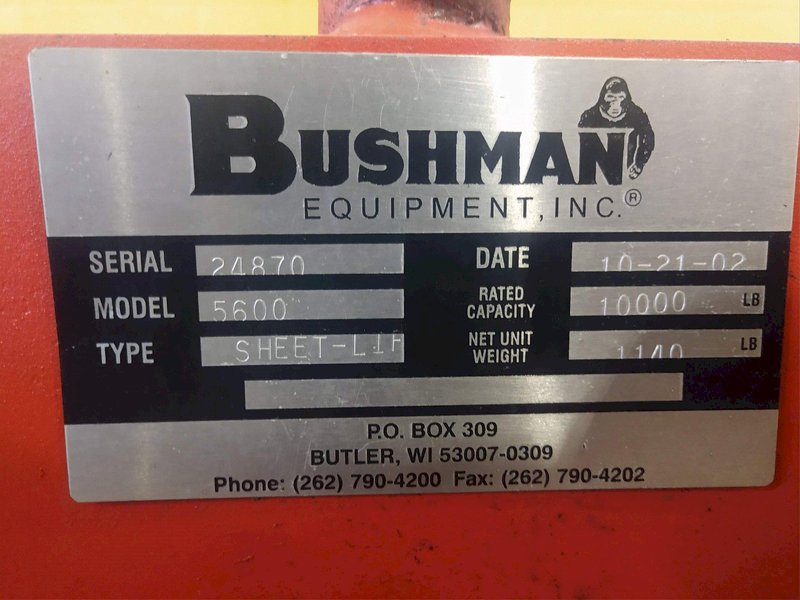 BUSHMAN
EQUIPMENT, INC.®
SERIAL 24870 DATE 10-21-02
MODEL 5600 RATED CAPACITY 10000 LB
TYPE SHEET-LIF NET UNIT WEIGHT 1140 LB
P.O. BOX 309
BUTLER, WI 53007-0309
Phone: (262) 790-4200 Fax: (262) 790-4202